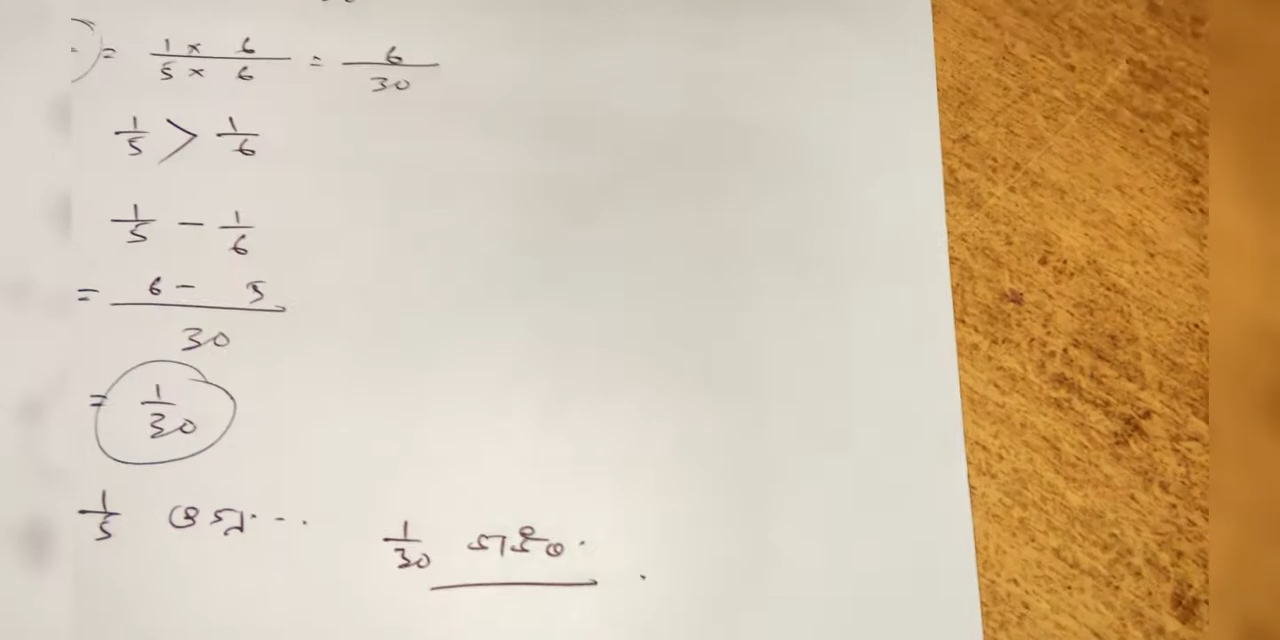 = 1 × 6 / 5 × 6 = 6 / 30
1/5 > 1/6
1/5 − 1/6
= 6 − 5 / 30
= 1/30
1/5 ...
1/30